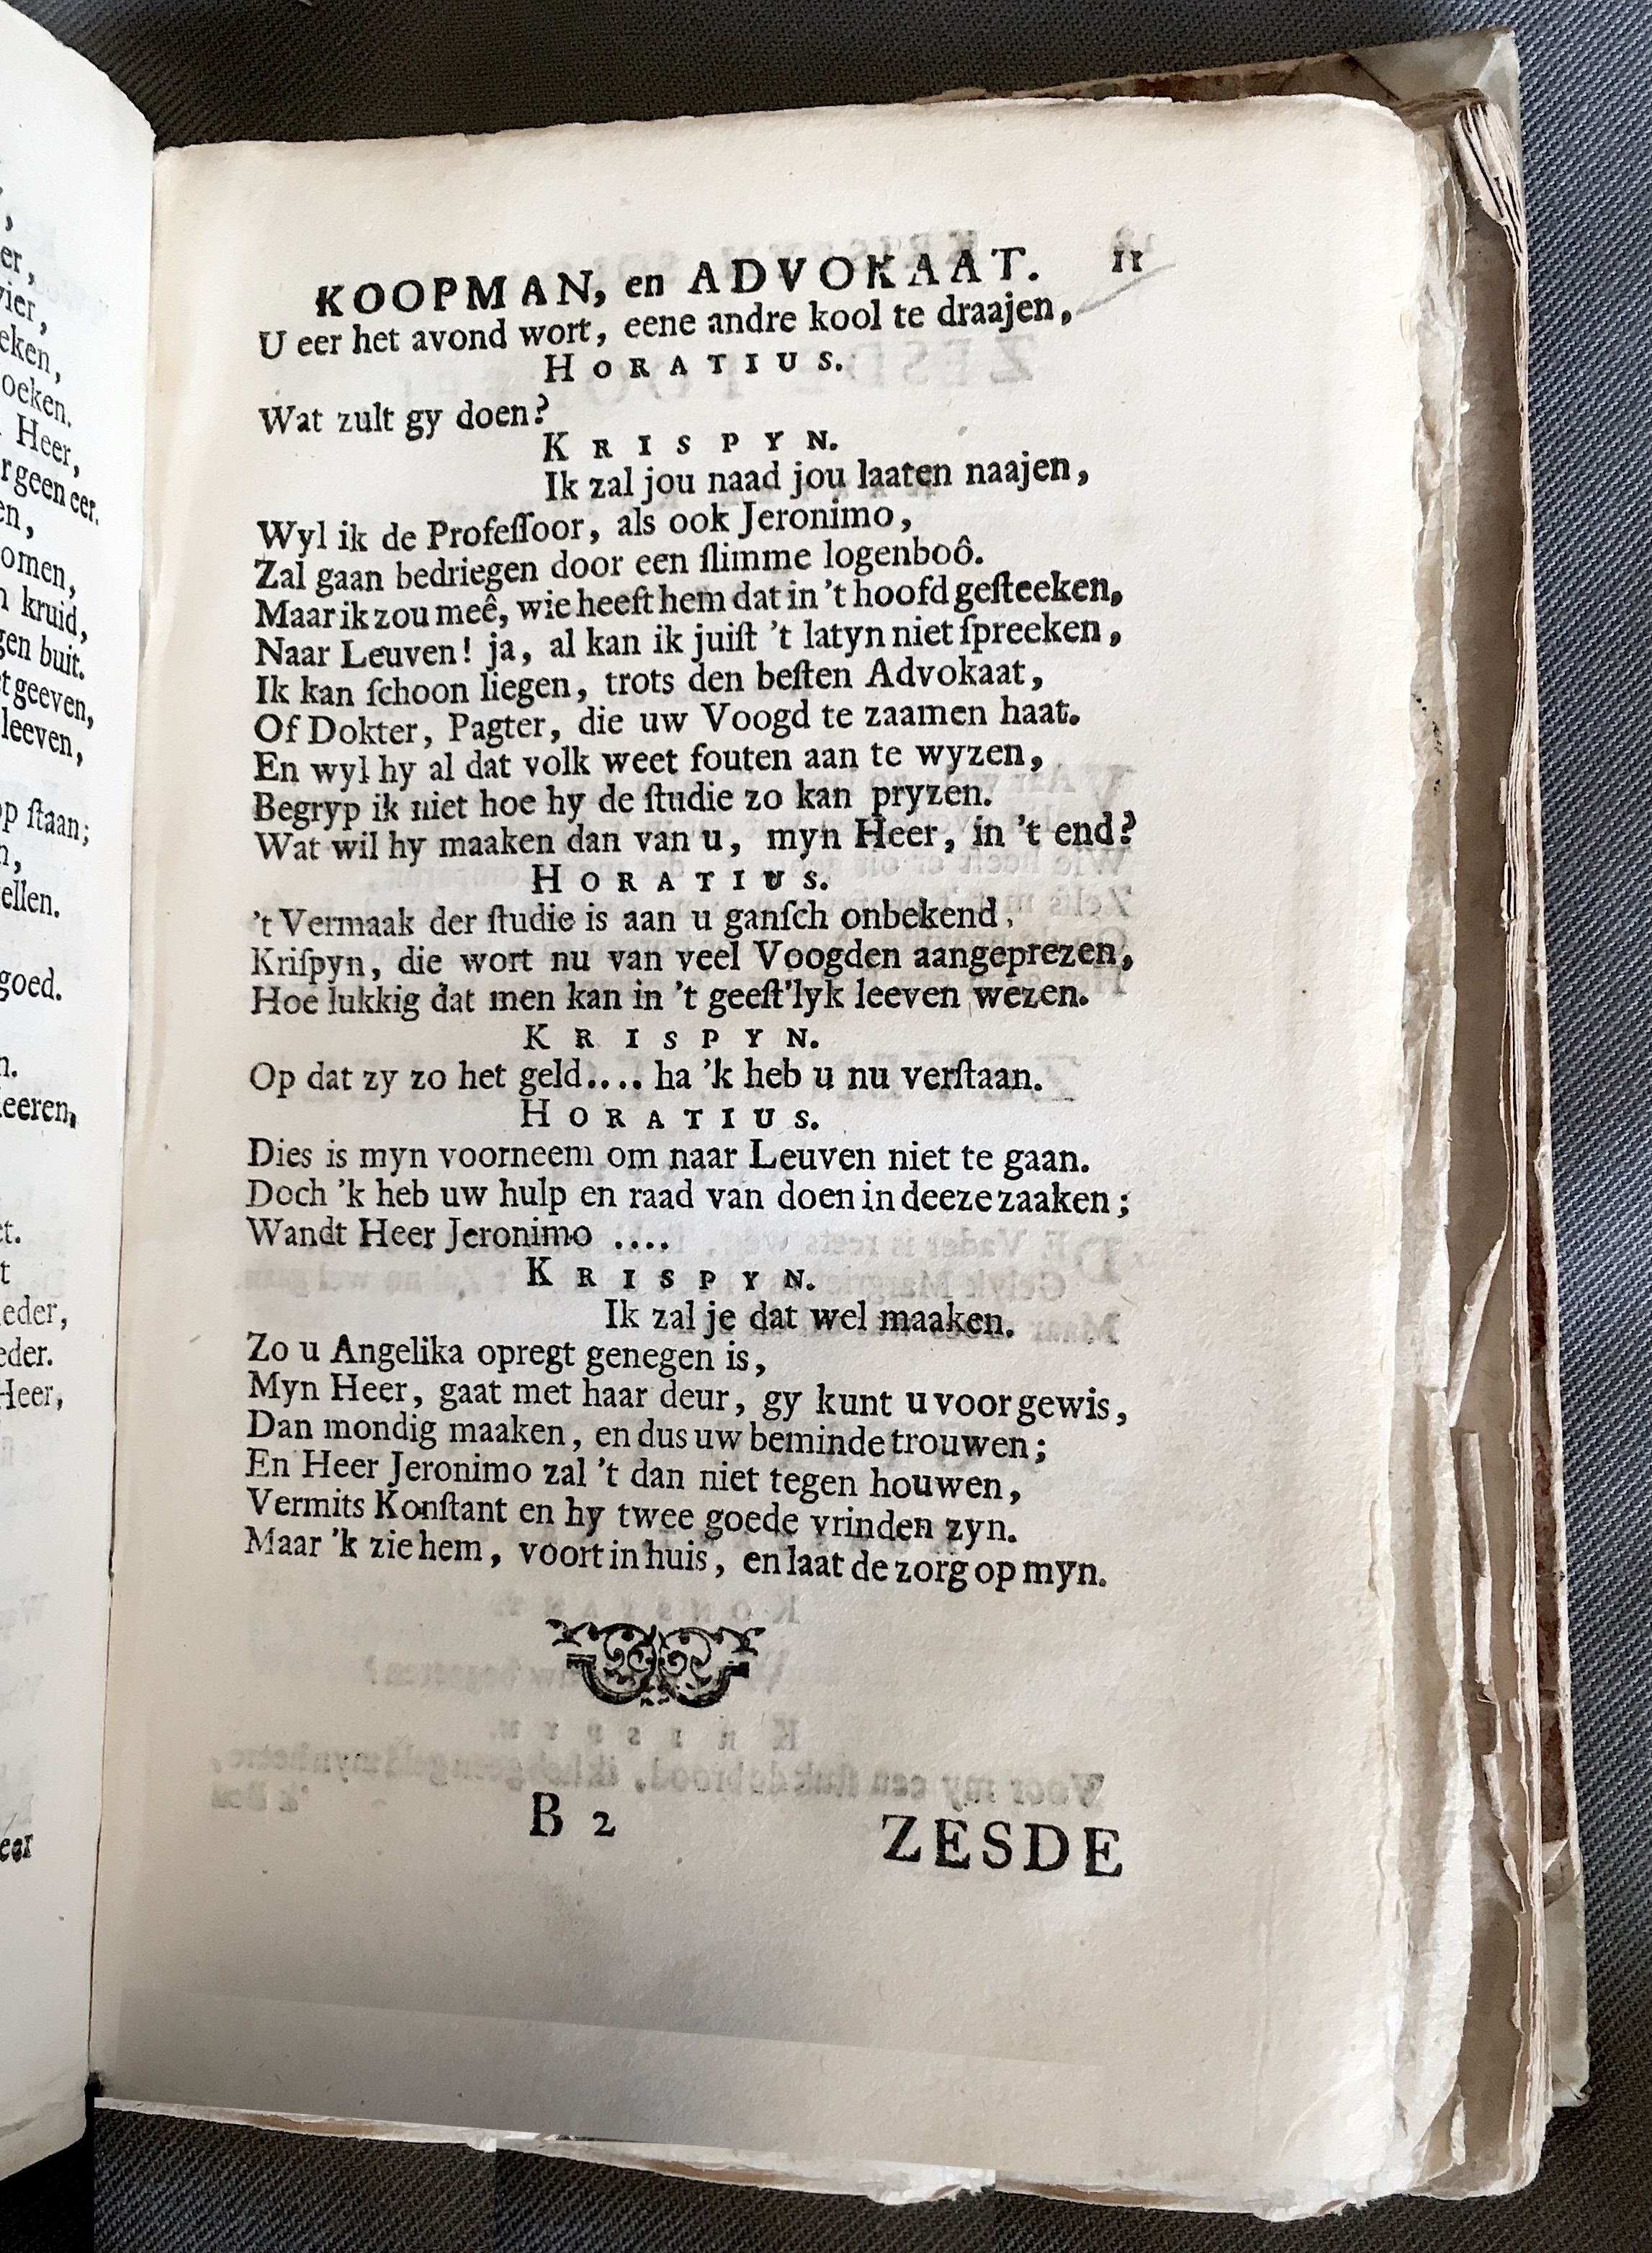 KOOPMAN, en ADVOKAAT. 11
U eer het avond wort, eene andre kool te draajen,
HORATIUS.
Wat zult gy doen?
KRISPYN.
Ik zal jou naad jou laaten naajen,
Wyl ik de Profeſſoor, als ook Jeronimo,
Zal gaan bedriegen door een ſlimme logenboô.
Maar ik zou meê, wie heeft hem dat in 't hoofd geſteeken,
Naar Leuven! ja, al kan ik juiſt 't latyn niet ſpreeken,
Ik kan ſchoon liegen, trots den beſten Advokaat,
Of Dokter, Pagter, die uw Voogd te zaamen haat.
En wyl hy al dat volk weet fouten aan te wyzen,
Begryp ik niet hoe hy de ſtudie zo kan pryzen.
Wat wil hy maaken dan van u, myn Heer, in 't end?
HORATIUS.
't Vermaak der ſtudie is aan u ganſch onbekend,
Kriſpyn, die wort nu van veel Voogden aangeprezen,
Hoe lukkig dat men kan in 't geeſt'lyk leeven wezen.
KRISPYN.
Op dat zy zo het geld.... ha 'k heb u nu verſtaan.
HORATIUS.
Dies is myn voorneem om naar Leuven niet te gaan.
Doch 'k heb uw hulp en raad van doen in deeze zaaken;
Wandt Heer Jeronimo ....
KRISPYN.
Ik zal je dat wel maaken.
Zo u Angelika opregt genegen is,
Myn Heer, gaat met haar deur, gy kunt u voor gewis,
Dan mondig maaken, en dus uw beminde trouwen;
En Heer Jeronimo zal 't dan niet tegen houwen,
Vermits Konſtant en hy twee goede vrinden zyn.
Maar 'k zie hem, voort in huis, en laat de zorg op myn.
B 2
ZESDE